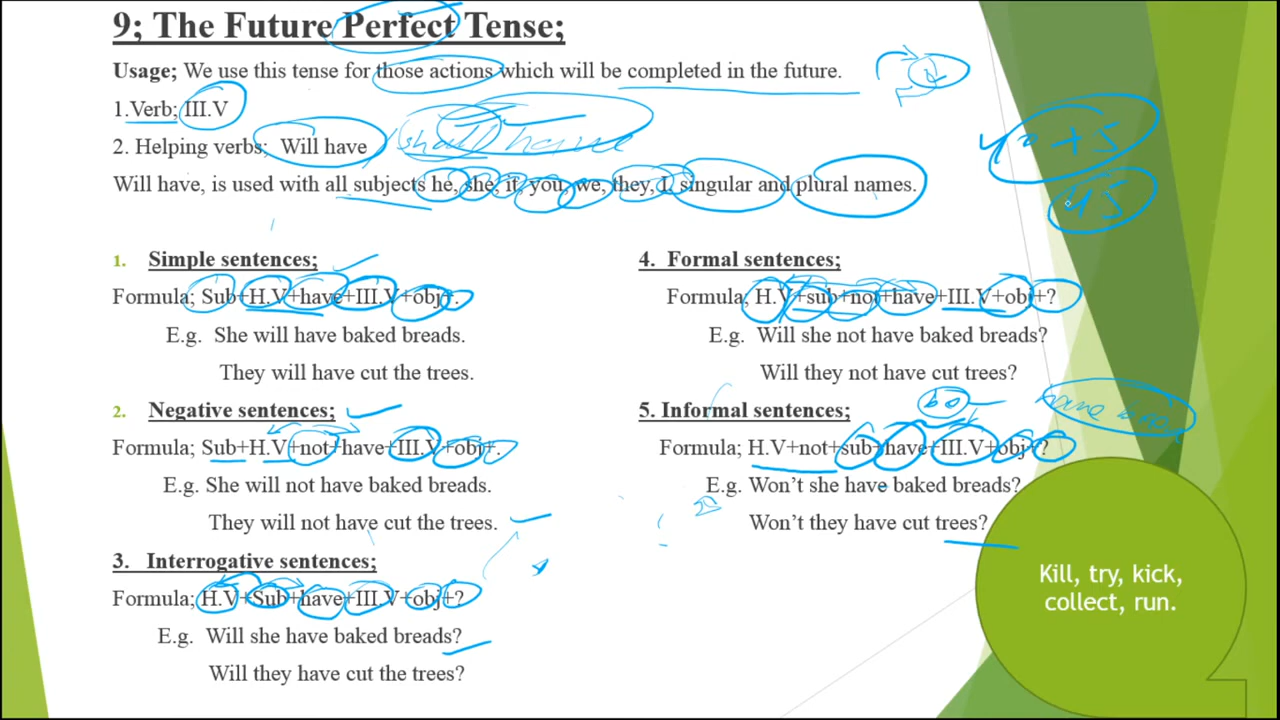 9; The Future Perfect Tense;
Usage; We use this tense for those actions which will be completed in the future.
1.Verb; III.V
2. Helping verbs; Will have (shall have
Will have, is used with all subjects he, she, it, you, we, they, I, singular and plural names.
40 + 5
45
1. Simple sentences;
Formula; Sub+H.V+have+III.V+obj+.
E.g. She will have baked breads.
They will have cut the trees.
2. Negative sentences;
Formula; Sub+H.V+not+have+III.V+obj+.
E.g. She will not have baked breads.
They will not have cut the trees.
3. Interrogative sentences;
Formula; H.V+Sub+have+III.V+obj+?
E.g. Will she have baked breads?
Will they have cut the trees?
4. Formal sentences;
Formula, H.V+sub+not+have+III.V+obj+?
E.g. Will she not have baked breads?
Will they not have cut trees?
5. Informal sentences;
Formula; H.V+not+sub+have+III.V+obj+?
E.g. Won't she have baked breads?
Won't they have cut trees?
Kill, try, kick,
collect, run.